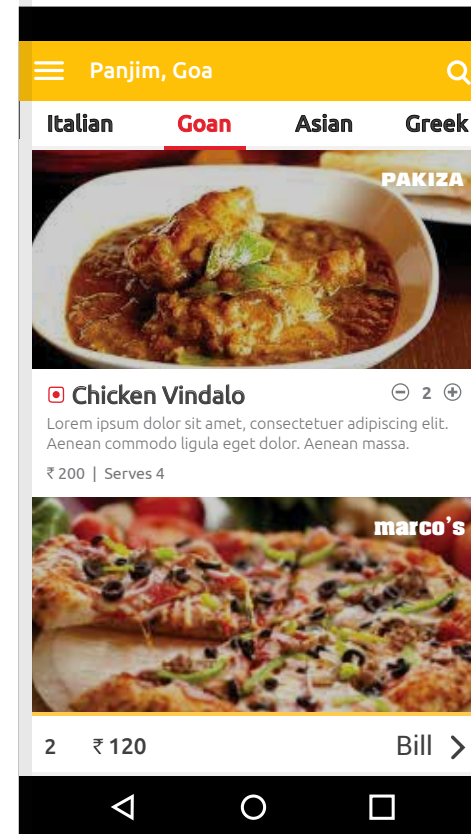 Panjim, Goa
Italian Goan Asian Greek
PAKIZA
Chicken Vindalo 2
Lorem ipsum dolor sit amet, consectetuer adipiscing elit.
Aenean commodo ligula eget dolor. Aenean massa.
₹ 200 | Serves 4
marco's
2 ₹ 120 Bill